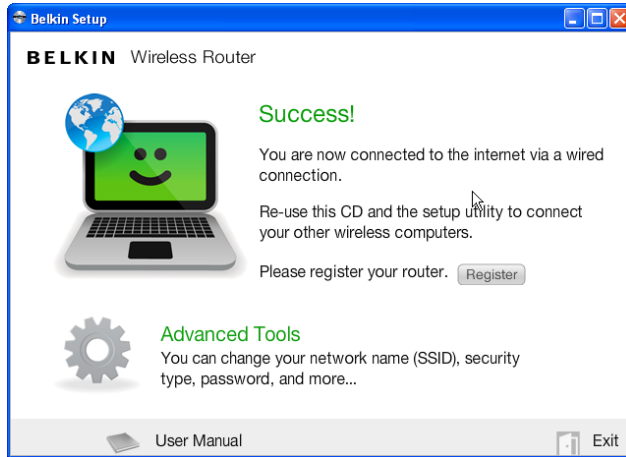 Belkin Setup
BELKIN Wireless Router
Success!
You are now connected to the internet via a wired
connection.
Re-use this CD and the setup utility to connect
your other wireless computers.
Please register your router. Register
Advanced Tools
You can change your network name (SSID), security
type, password, and more...
User Manual
Exit